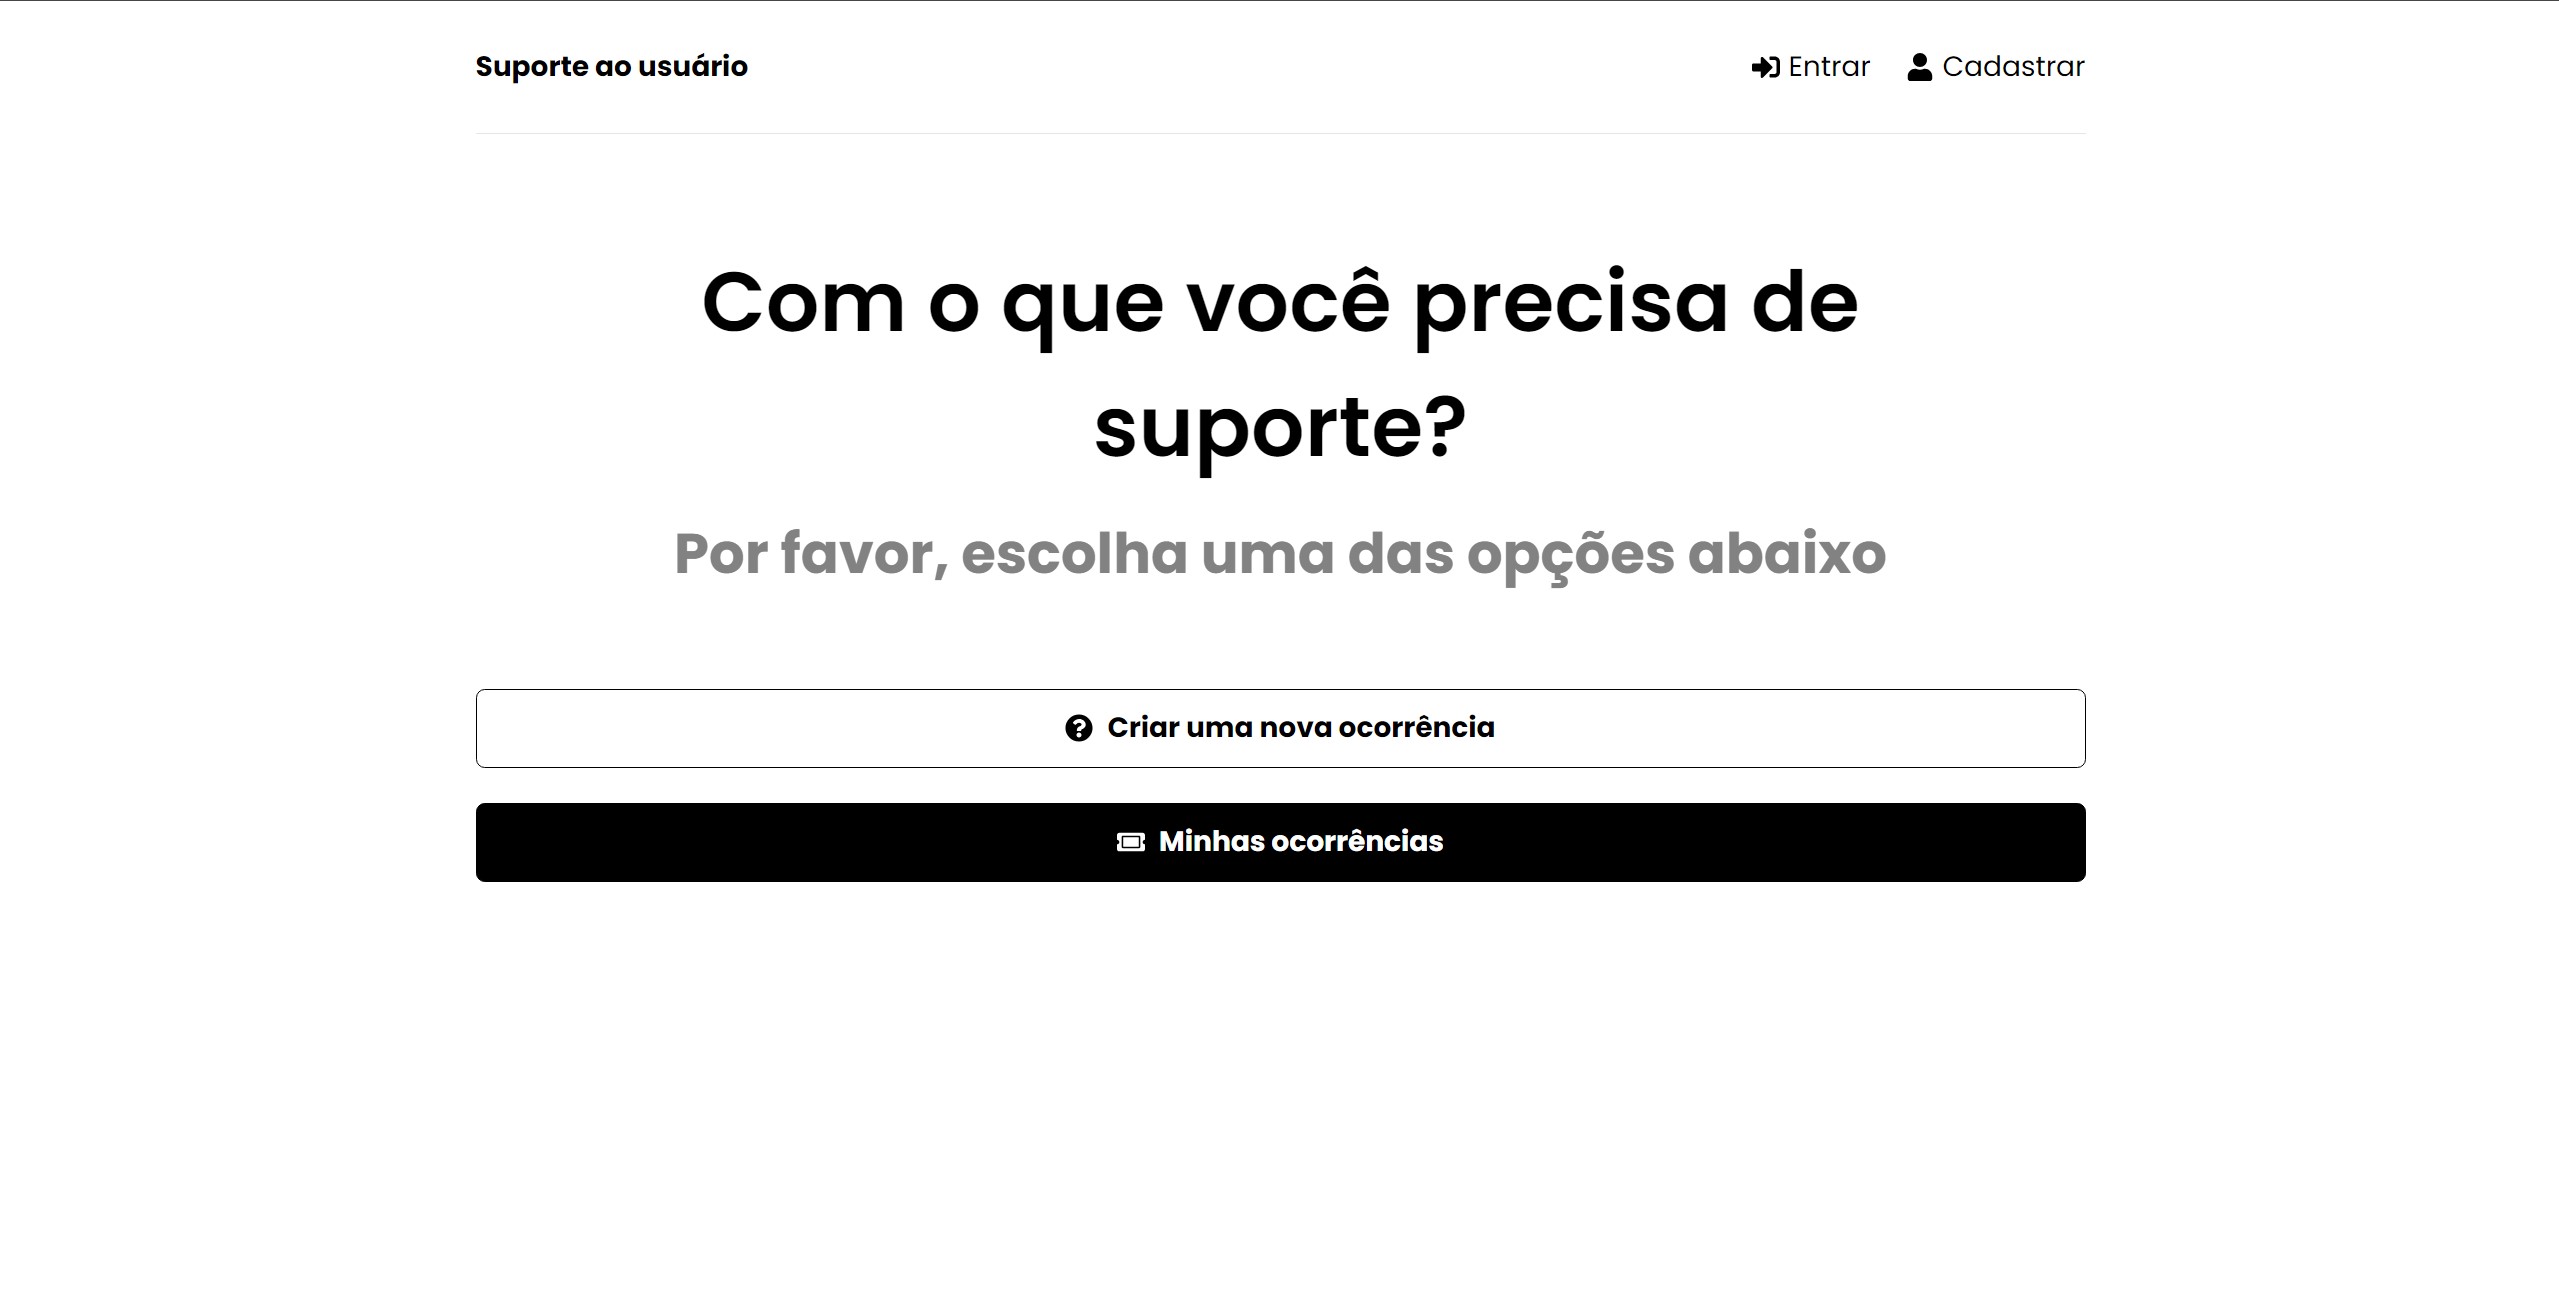 Suporte ao usuário
Entrar
Cadastrar
Com o que você precisa de
suporte?
Por favor, escolha uma das opções abaixo
Criar uma nova ocorrência
Minhas ocorrências